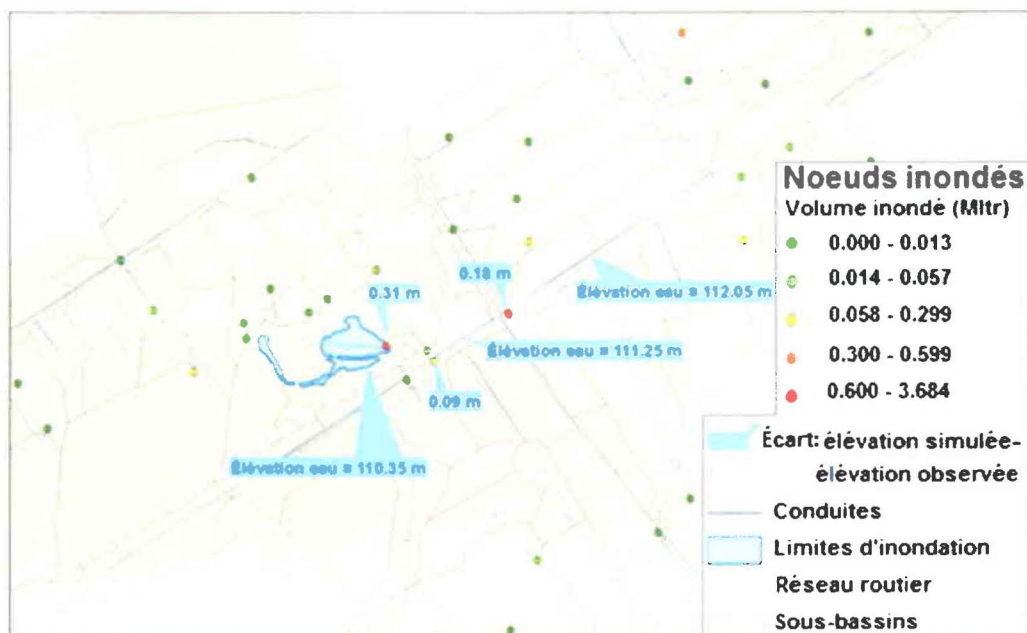 0.18 m
0.31 m
Élévation eau = 112.05 m
Élévation eau = 111.25 m
0.09 m
Élévation eau = 110.35 m
Noeuds inondés
Volume inondé (Mltr)
0.000 - 0.013
0.014 - 0.057
0.058 - 0.299
0.300 - 0.599
0.600 - 3.684
Écart: élévation simulée-
élévation observée
Conduites
Limites d'inondation
Réseau routier
Sous-bassins